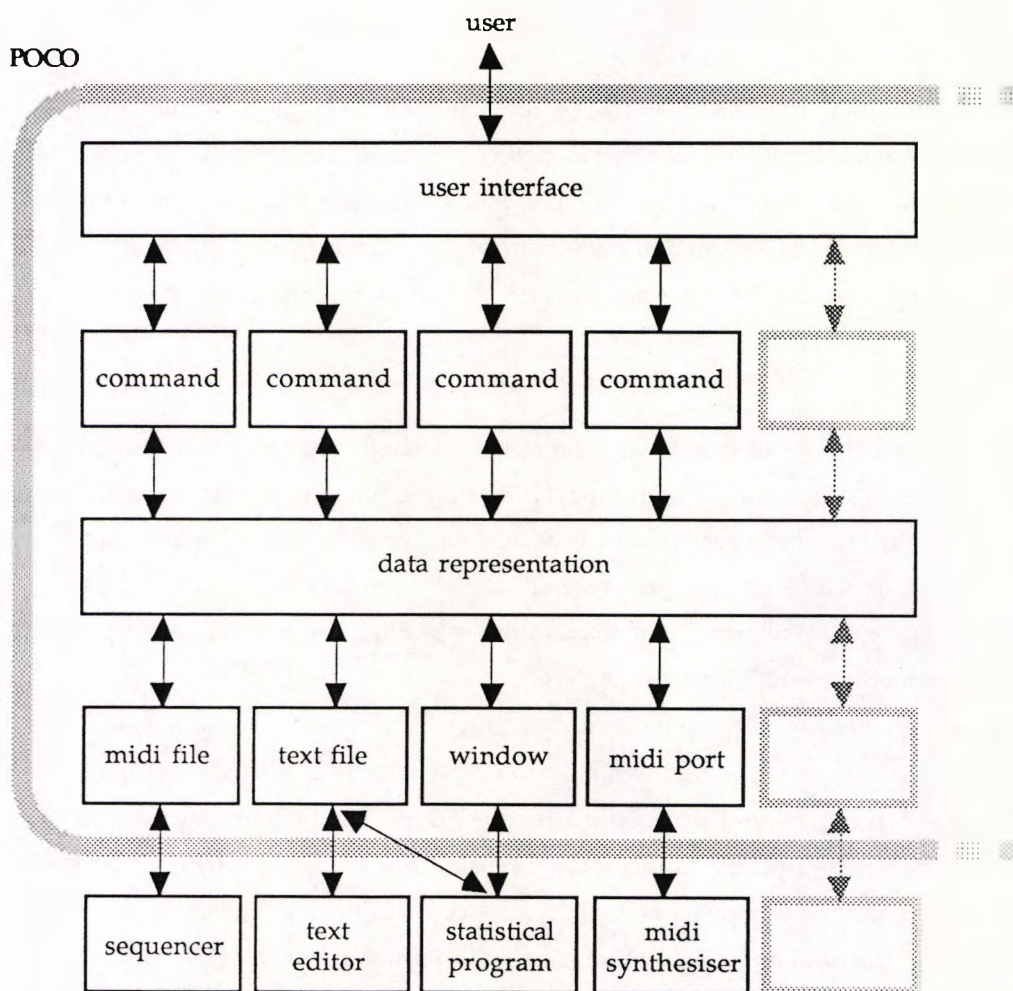 user
POCO
user interface
command command command command
data representation
midi file text file window midi port
sequencer text editor statistical program midi synthesiser